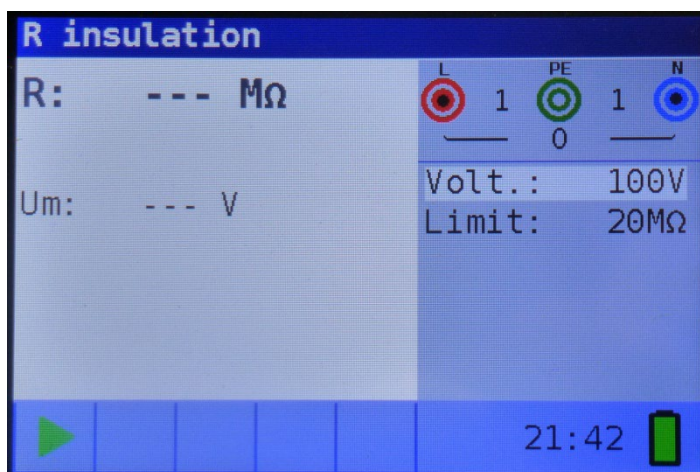 R insulation
R: --- MΩ
Um: --- V
L PE N
1 1
0
Volt.: 100V
Limit: 20MΩ
21:42